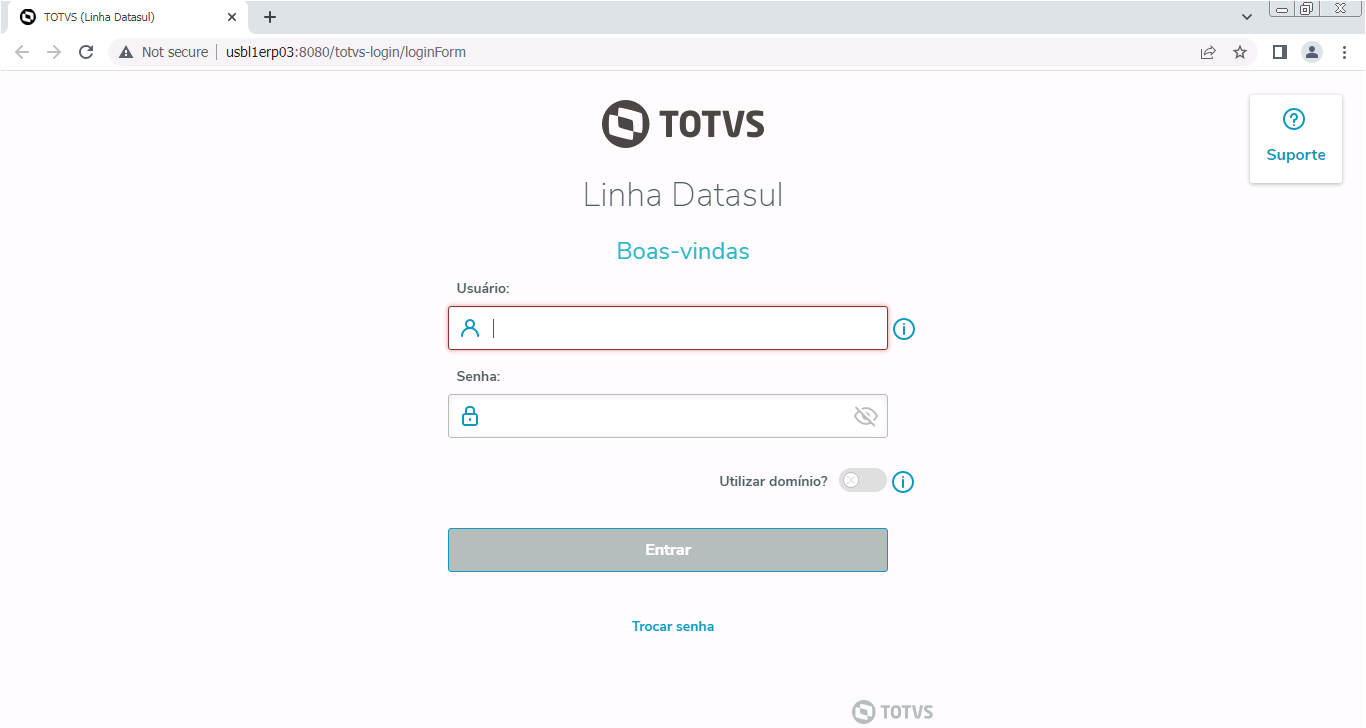 TOTVS (Linha Datasul)
Not secure
usbl1erp03:8080/totvs-login/loginForm
TOTVS
Suporte
Linha Datasul
Boas-vindas
Usuário:
Senha:
Utilizar domínio?
Entrar
Trocar senha
TOTVS